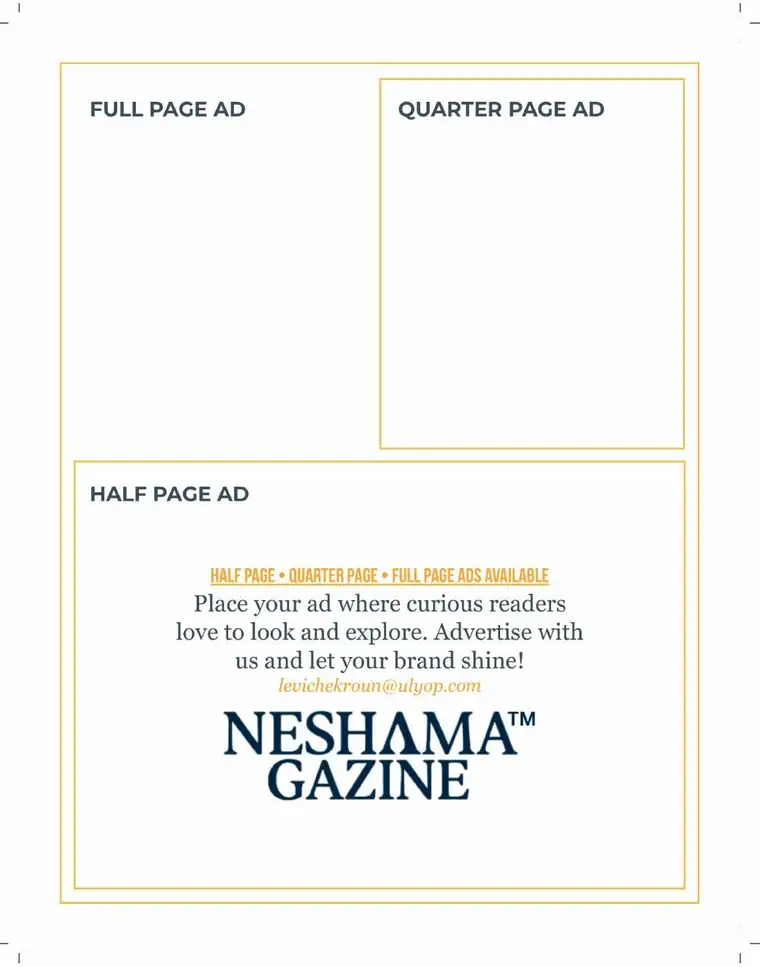 FULL PAGE AD
QUARTER PAGE AD
HALF PAGE AD
HALF PAGE • QUARTER PAGE • FULL PAGE ADS AVAILABLE
Place your ad where curious readers
love to look and explore. Advertise with
us and let your brand shine!
levichekroun@ulyop.com
NESHAMA™
GAZINE